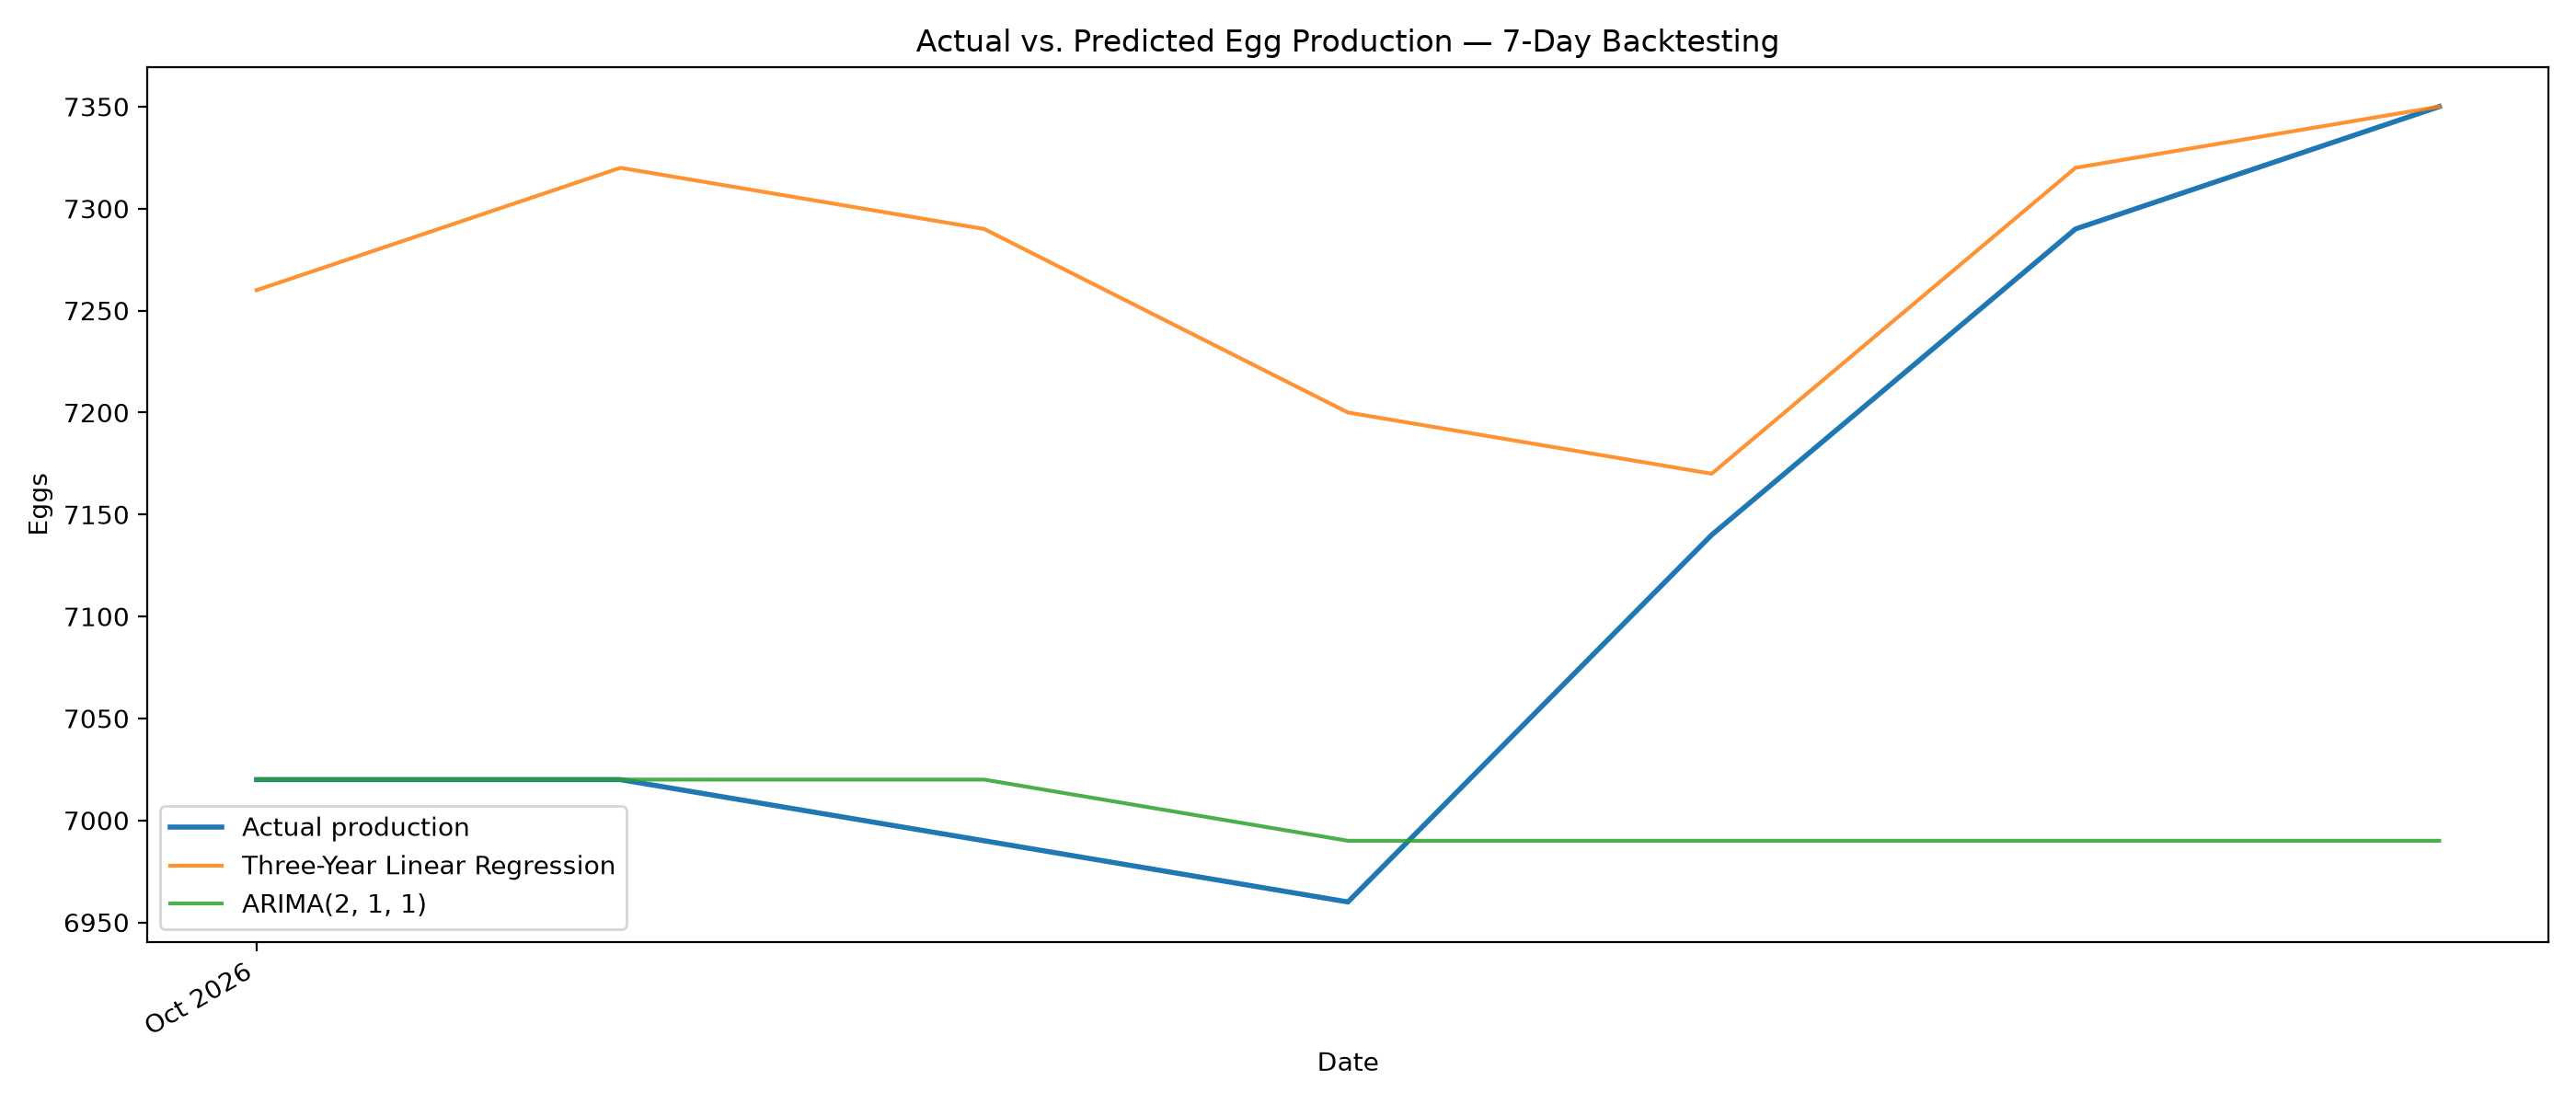 Actual vs. Predicted Egg Production — 7-Day Backtesting
7350
7300
7250
7200
7150
7100
7050
7000
6950
Eggs
Actual production
Three-Year Linear Regression
ARIMA(2, 1, 1)
Oct 2026
Date